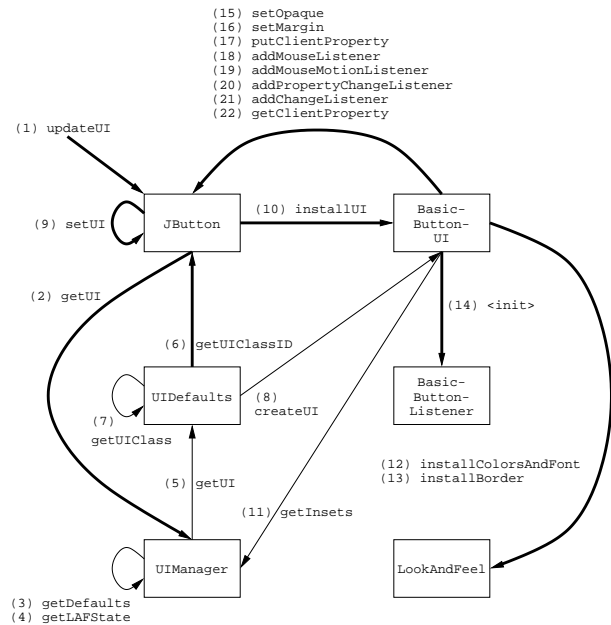 (15) setOpaque
(16) setMargin
(17) putClientProperty
(18) addMouseListener
(19) addMouseMotionListener
(20) addPropertyChangeListener
(21) addChangeListener
(22) getClientProperty
(1) updateUI
(9) setUI
JButton
(10) installUI
Basic-
Button-
UI
(2) getUI
(14) <init>
(6) getUIClassID
UIDefaults
(8)
createUI
Basic-
Button-
Listener
(7)
getUIClass
(12) installColorsAndFont
(13) installBorder
(5) getUI
(11) getInsets
UIManager
LookAndFeel
(3) getDefaults
(4) getLAFState